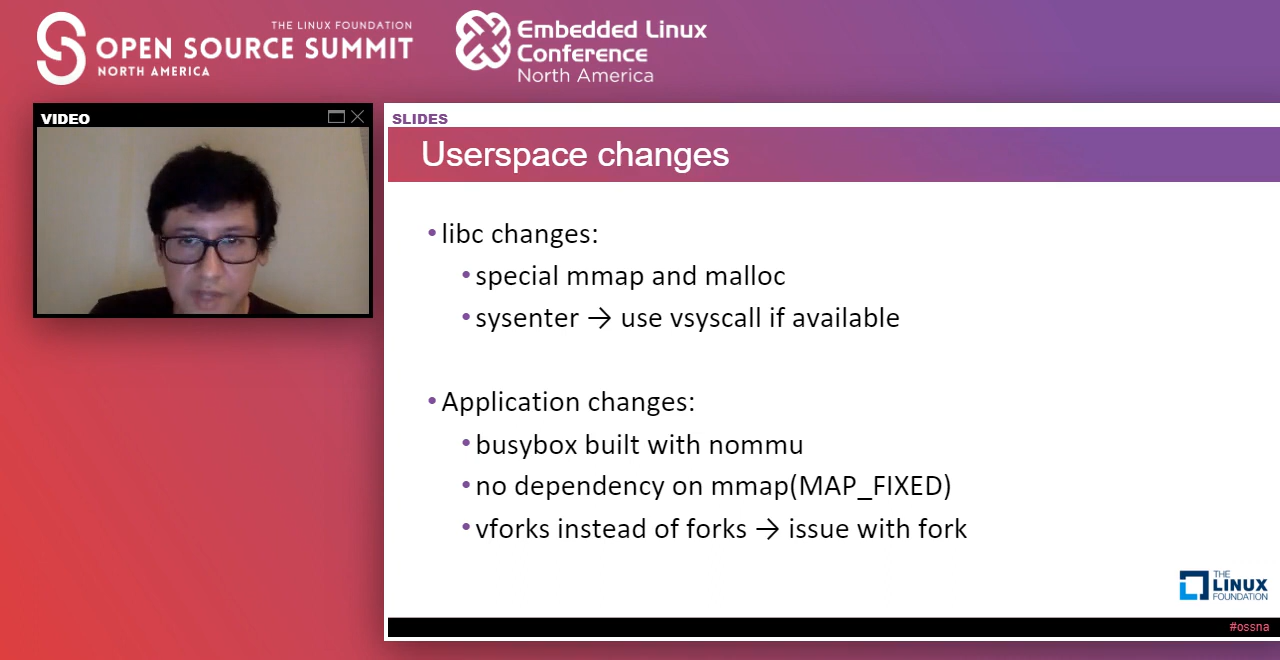 THE LINUX FOUNDATION
OPEN SOURCE SUMMIT
NORTH AMERICA
Embedded Linux
Conference
North America
VIDEO
SLIDES
Userspace changes
• libc changes:
• special mmap and malloc
• sysenter → use vsyscall if available
• Application changes:
• busybox built with nommu
• no dependency on mmap(MAP_FIXED)
• vforks instead of forks → issue with fork
THE
LINUX
FOUNDATION
#ossna